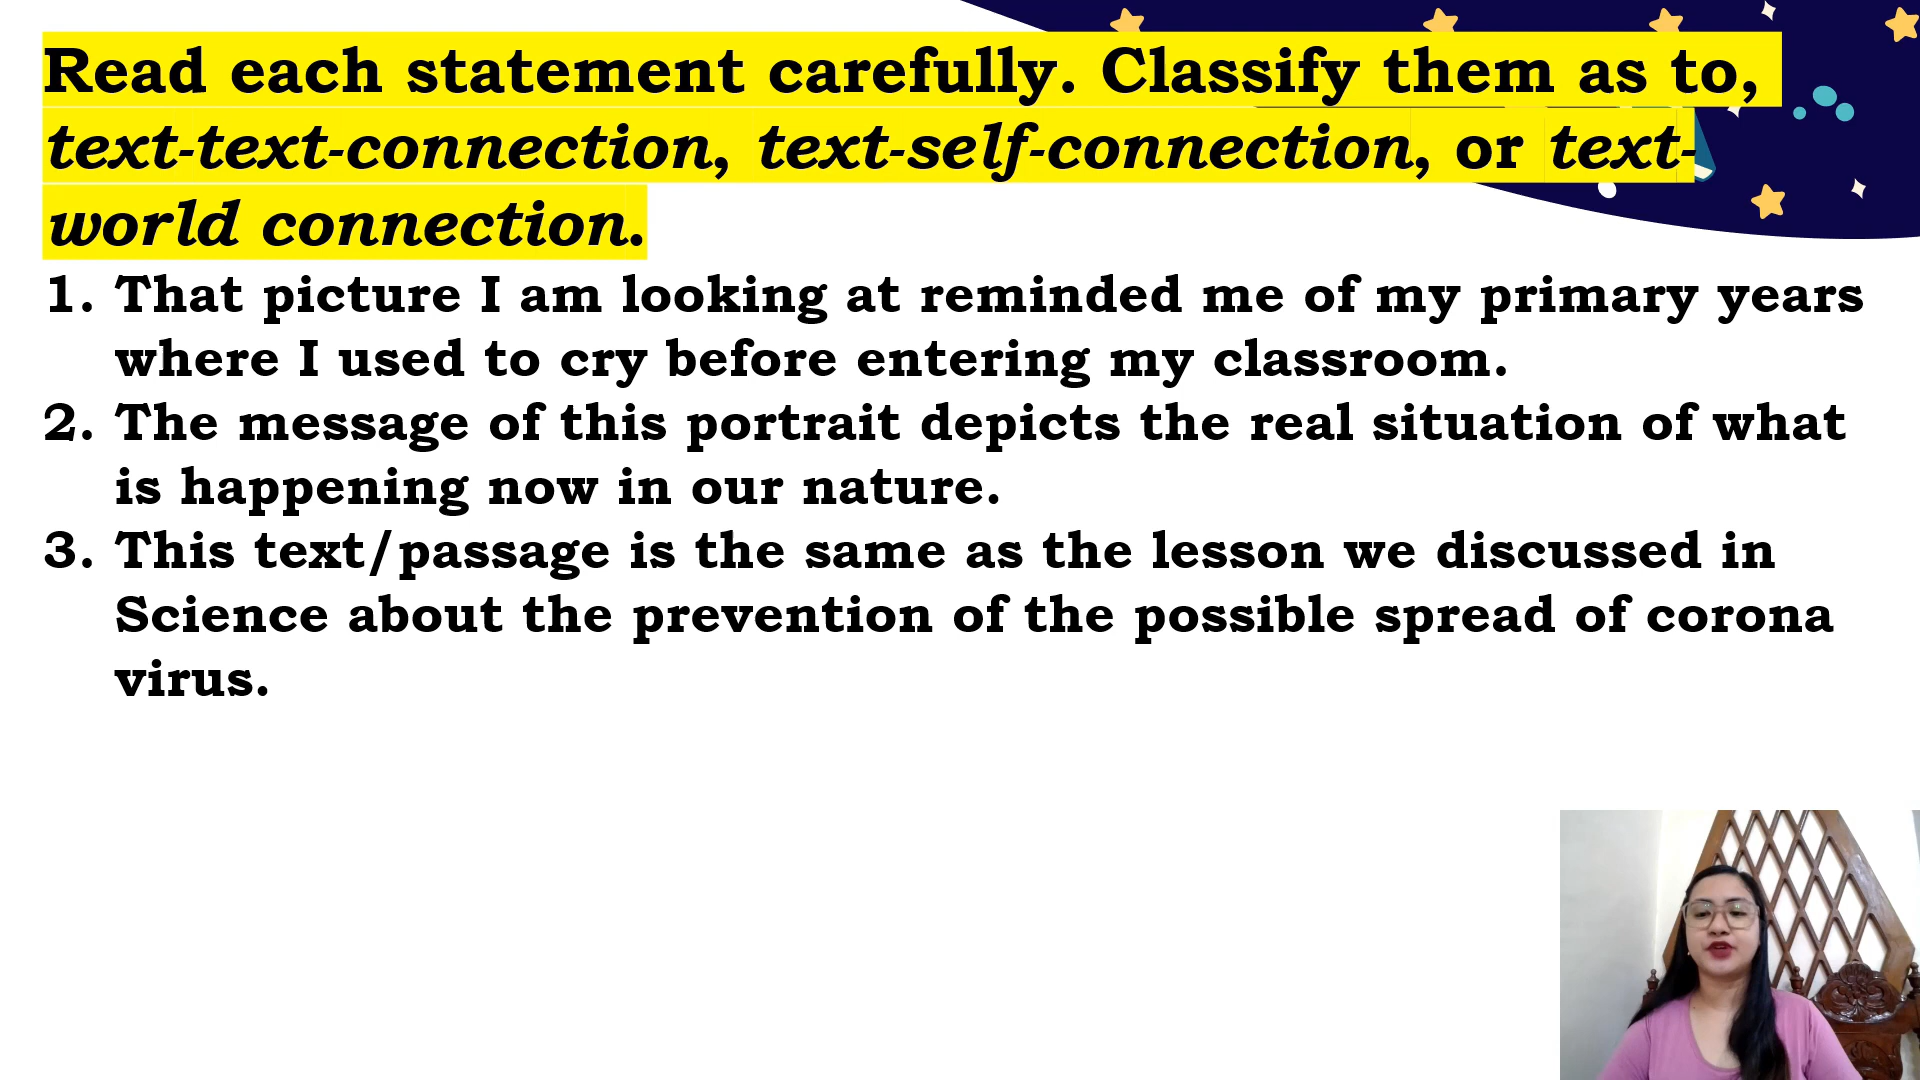 Read each statement carefully. Classify them as to,
text-text-connection, text-self-connection, or text-
world connection.
1. That picture I am looking at reminded me of my primary years
where I used to cry before entering my classroom.
2. The message of this portrait depicts the real situation of what
is happening now in our nature.
3. This text/passage is the same as the lesson we discussed in
Science about the prevention of the possible spread of corona
virus.